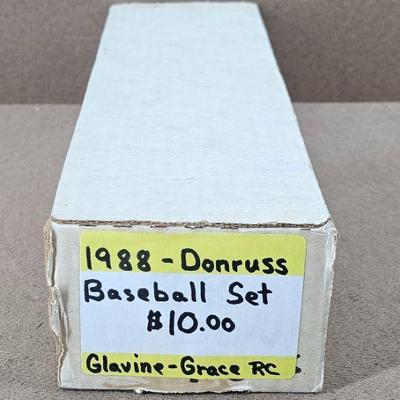 1988 - Donruss
Baseball Set
$10.00
Glavine - Grace RC